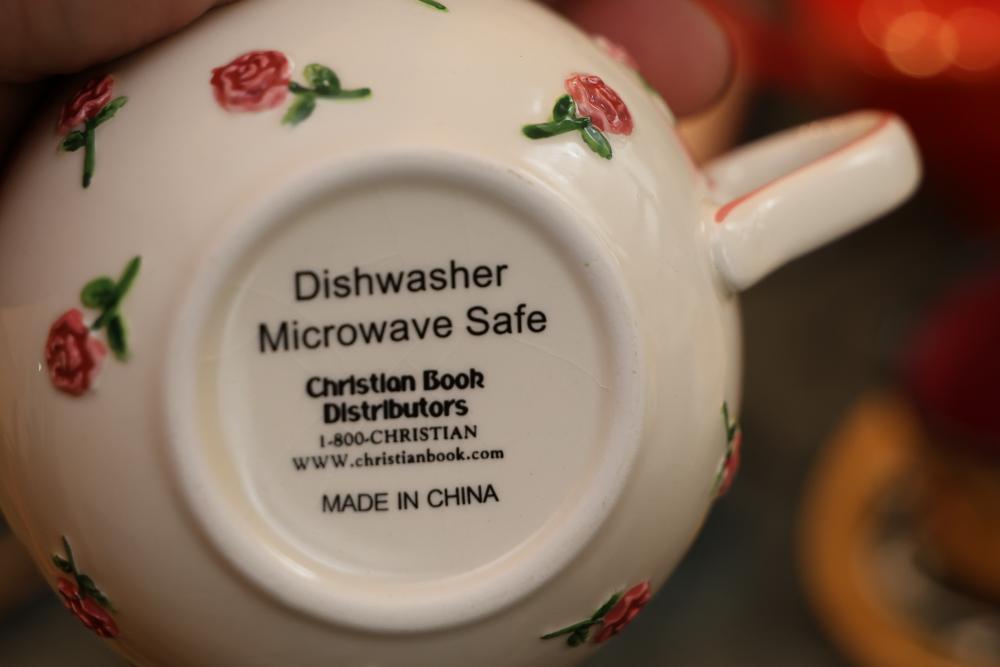 Dishwasher
Microwave Safe
Christian Book
Distributors
1-800-CHRISTIAN
WWW.christianbook.com
MADE IN CHINA